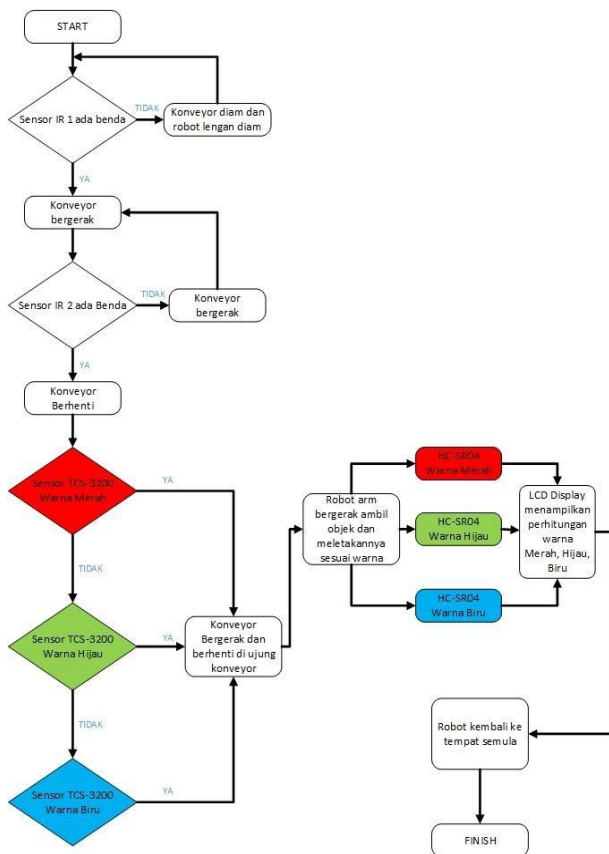 START
Sensor IR 1 ada benda
TIDAK
Konveyor diam dan
robot lengan diam
YA
Konveyor
bergerak
Sensor IR 2 ada Benda
TIDAK
Konveyor
bergerak
YA
Konveyor
Berhenti
Sensor TCS-3200
Warna Merah
YA
TIDAK
Sensor TCS-3200
Warna Hijau
YA
TIDAK
Sensor TCS-3200
Warna Biru
YA
Konveyor
Bergerak dan
berhenti di ujung
konveyor
Robot arm
bergerak ambil
objek dan
meletakannya
sesuai warna
HC-SR04
Warna Merah
HC-SR04
Warna Hijau
HC-SR04
Warna Biru
LCD Display
menampilkan
perhitungan
warna
Merah, Hijau,
Biru
Robot kembali ke
tempat semula
FINISH